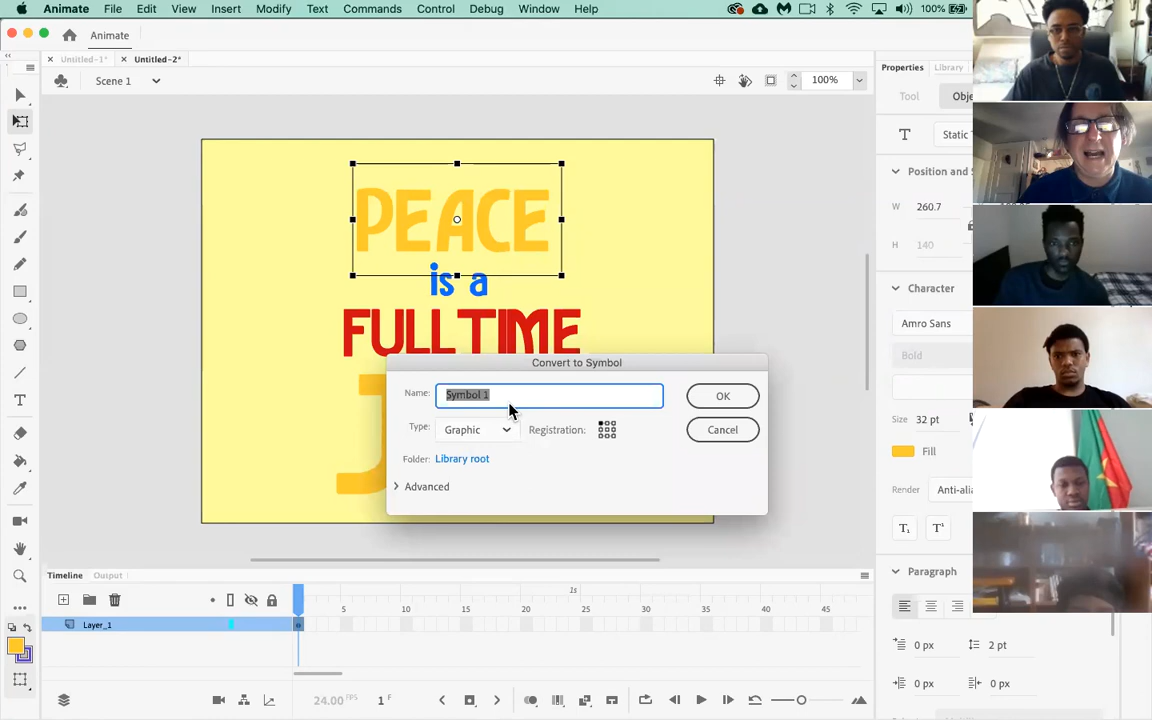 Animate File Edit View Insert Modify Text Commands Control Debug Window Help 100%
Animate
Untitled-1* Untitled-2* Properties Library
Scene 1 100%
Tool
PEACE
is a
FULLTIME
Static
Position and
W 260.7
H 140
Character
Amro Sans
Bold
Size 32 pt
Fill
Render Anti-alia
T₁ T¹
Paragraph
0 px 2 pt
0 px 0 px
Convert to Symbol
Name: Symbol 1 OK
Type: Graphic Registration: Cancel
Folder: Library root
Advanced
Timeline Output
1s
5 10 15 20 25 30 35 40 45
Layer_1
24.00 FPS 1 F